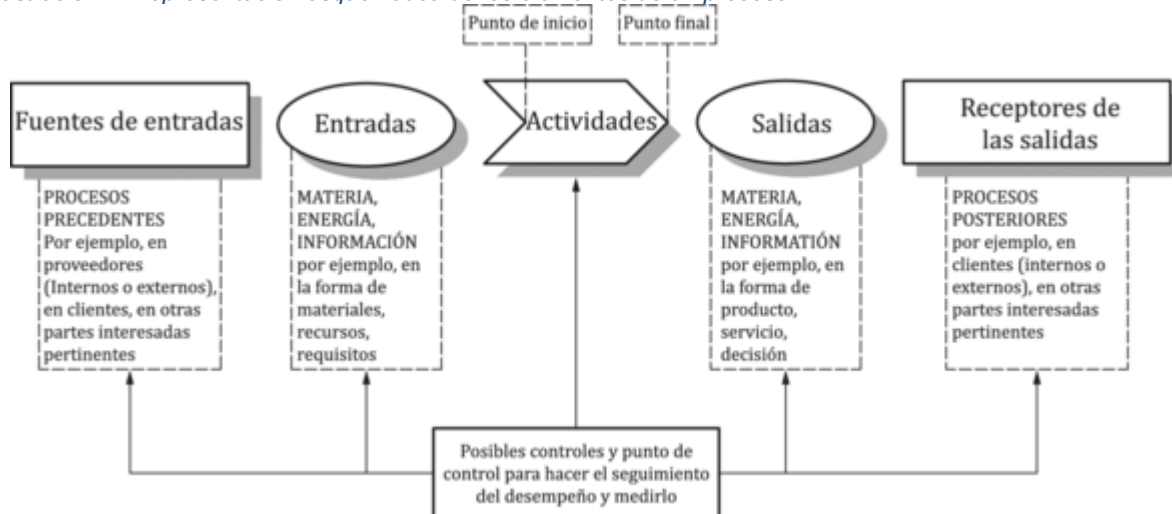 Punto de inicio
Punto final
Fuentes de entradas
Entradas
Actividades
Salidas
Receptores de
las salidas
PROCESOS
PRECEDENTES
Por ejemplo, en
proveedores
(Internos o externos),
en clientes, en otras
partes interesadas
pertinentes
MATERIA,
ENERGÍA,
INFORMACIÓN
por ejemplo, en
la forma de
materiales,
recursos,
requisitos
MATERIA,
ENERGÍA,
INFORMATIÓN
por ejemplo, en
la forma de
producto,
servicio,
decisión
PROCESOS
POSTERIORES
por ejemplo, en
clientes (internos o
externos), en otras
partes interesadas
pertinentes
Posibles controles y punto de
control para hacer el seguimiento
del desempeño y medirlo